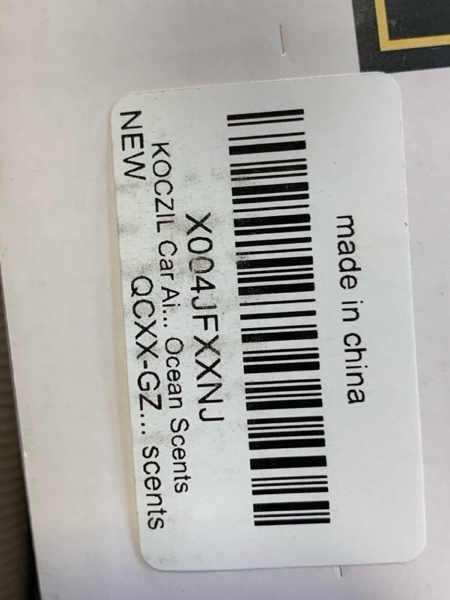 made in china
X004JFXXNJ
KOCZIL Car Ai... Ocean Scents
NEW QCXX-GZ... scents